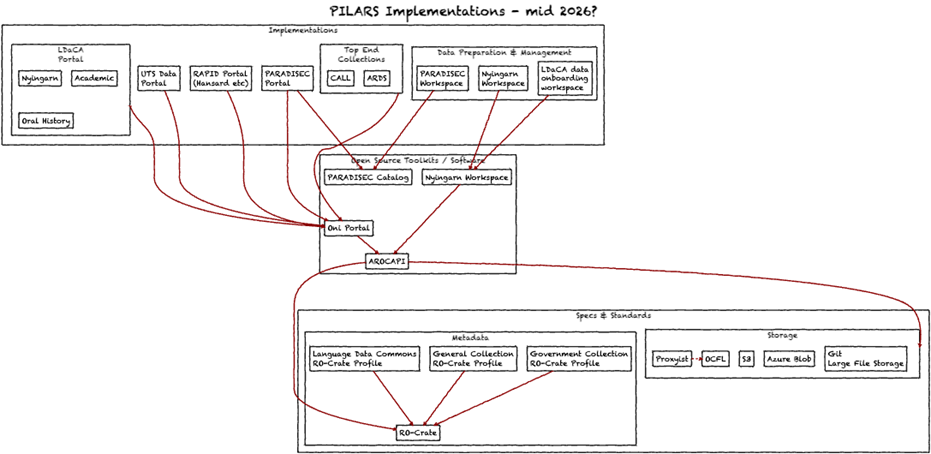 PILARS Implementations - mid 2026?
Implementations
LDaCA
Portal
Nyingarn
Academic
Oral History
UTS Data
Portal
RAPID Portal
(Hansard etc)
PARADISEC
Portal
Top End
Collections
CALL
ARDS
Data Preparation & Management
PARADISEC
Workspace
Nyingarn
Workspace
LDaCA data
onboarding
workspace
Open Source Toolkits / Software
PARADISEC Catalog
Nyingarn Workspace
Oni Portal
AROCAPI
Specs & Standards
Metadata
Language Data Commons
RO-Crate Profile
General Collection
RO-Crate Profile
Government Collection
RO-Crate Profile
RO-Crate
Storage
Proxyist
OCFL
S3
Azure Blob
Git
Large File Storage